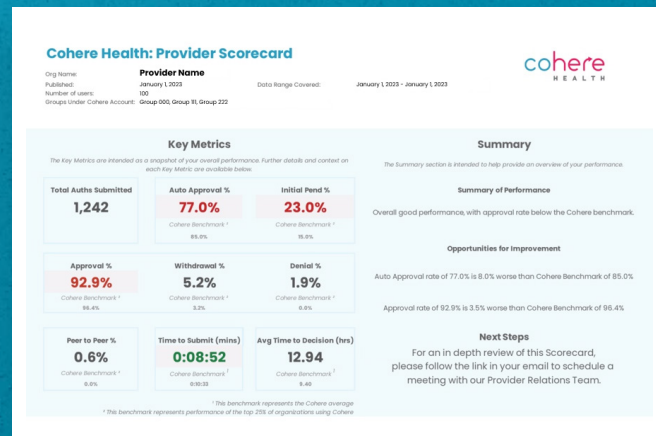 Cohere Health: Provider Scorecard
cohere
HEALTH
Org Name: Provider Name
Published: January 1, 2023 Data Range Covered: January 1, 2023 - January 1, 2023
Number of users: 100
Groups Under Cohere Account: Group 000, Group 111, Group 222
Key Metrics
The Key Metrics are intended as a snapshot of your overall performance. Further details and context on
each Key Metric are available below.
Total Auths Submitted
1,242
Auto Approval %
77.0%
Cohere Benchmark ¹
85.0%
Initial Pend %
23.0%
Cohere Benchmark ¹
15.0%
Approval %
92.9%
Cohere Benchmark ¹
96.4%
Withdrawal %
5.2%
Cohere Benchmark ¹
3.2%
Denial %
1.9%
Cohere Benchmark ¹
Peer to Peer %
0.6%
Cohere Benchmark ¹
0.0%
Time to Submit (mins)
0:08:52
Cohere Benchmark
0:10:33
Avg Time to Decision (hrs)
12.94
Cohere Benchmark
9.40
¹ This benchmark represents the Cohere average
² This benchmark represents performance of the top 25% of organizations using Cohere
Summary
The Summary section is intended to help provide an overview of your performance.
Summary of Performance
Overall good performance, with approval rate below the Cohere benchmark.
Opportunities for Improvement
Auto Approval rate of 77.0% is 8.0% worse than Cohere Benchmark of 85.0%
Approval rate of 92.9% is 3.5% worse than Cohere Benchmark of 96.4%
Next Steps
For an in depth review of this Scorecard,
please follow the link in your email to schedule a
meeting with our Provider Relations Team.